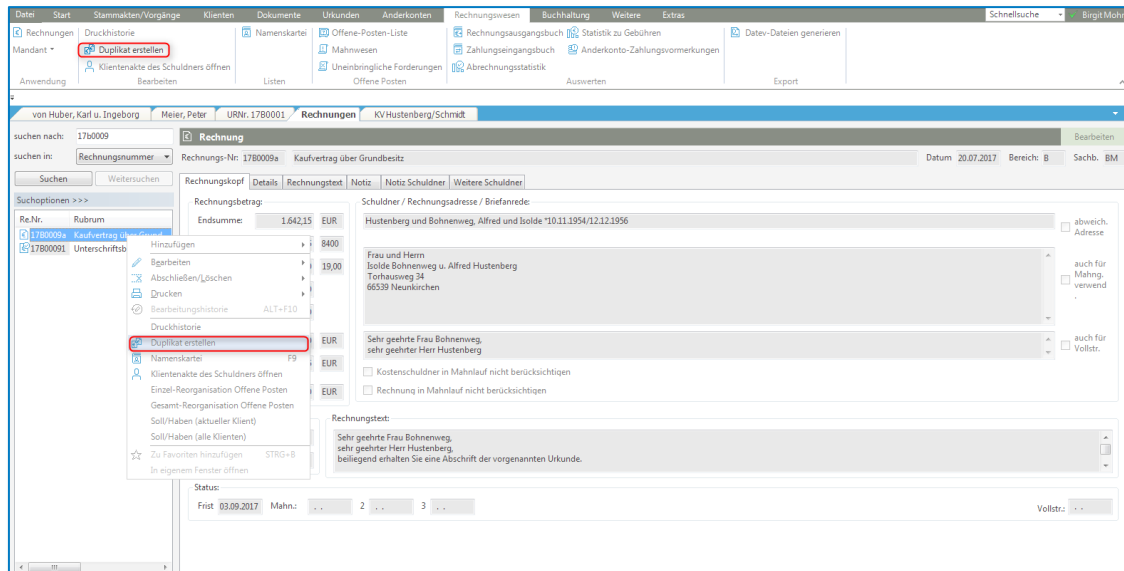 Datei Start Stammakten/Vorgänge Klienten Dokumente Urkunden Anderkonten Rechnungswesen Buchhaltung Weitere Extras Schnellsuche Birgit Mohr
Rechnungen Druckhistorie Namenskartei Offene-Posten-Liste Rechnungsausgangsbuch Statistik zu Gebühren Datev-Dateien generieren
Mandant Duplikat erstellen Mahnwesen Zahlungseingangsbuch Anderkonto-Zahlungsvormerkungen
Klientenakte des Schuldners öffnen Uneinbringliche Forderungen Abrechnungsstatistik
Anwendung Bearbeiten Listen Offene Posten Auswerten Export
von Huber, Karl u. Ingeborg Meier, Peter URNr. 17B0001 Rechnungen KV Hustenberg/Schmidt
suchen nach: 17b0009 Rechnung Bearbeiten
suchen in: Rechnungsnummer Rechnungs-Nr: 17B0009a Kaufvertrag über Grundbesitz Datum 20.07.2017 Bereich: B Sachb. BM
Suchen Weitersuchen Rechnungskopf Details Rechnungstext Notiz Notiz Schuldner Weitere Schuldner
Suchoptionen >>> Rechnungsbetrag: Schuldner / Rechnungsadresse / Briefanrede:
Re.Nr. Rubrum Endsumme: 1.642,15 EUR Hustenberg und Bohnenweg, Alfred und Isolde *10.11.1954/12.12.1956 abweich.
Adresse
17B0009a Kaufvertrag über Grund
17B00091 Unterschriftsb
Hinzufügen 8400 Frau und Herrn
Isolde Bohnenweg u. Alfred Hustenberg auch für
Bearbeiten 19,00 Torhausweg 34 Mahng.
Abschließen/Löschen 66539 Neunkirchen verwend
.
Drucken
Bearbeitungshistorie ALT+F10
Druckhistorie
Duplikat erstellen EUR Sehr geehrte Frau Bohnenweg, auch für
sehr geehrter Herr Hustenberg Vollstr.
Namenskartei F9 EUR
Klientenakte des Schuldners öffnen Kostenschuldner in Mahnlauf nicht berücksichtigen
Einzel-Reorganisation Offene Posten EUR Rechnung in Mahnlauf nicht berücksichtigen
Gesamt-Reorganisation Offene Posten
Soll/Haben (aktueller Klient) Rechnungstext:
Soll/Haben (alle Klienten) Sehr geehrte Frau Bohnenweg,
sehr geehrter Herr Hustenberg,
Zu Favoriten hinzufügen STRG+B beiliegend erhalten Sie eine Abschrift der vorgenannten Urkunde.
In eigenem Fenster öffnen
Status:
Frist 03.09.2017 Mahn.: . . 2 . . 3 . . Vollstr.: . .